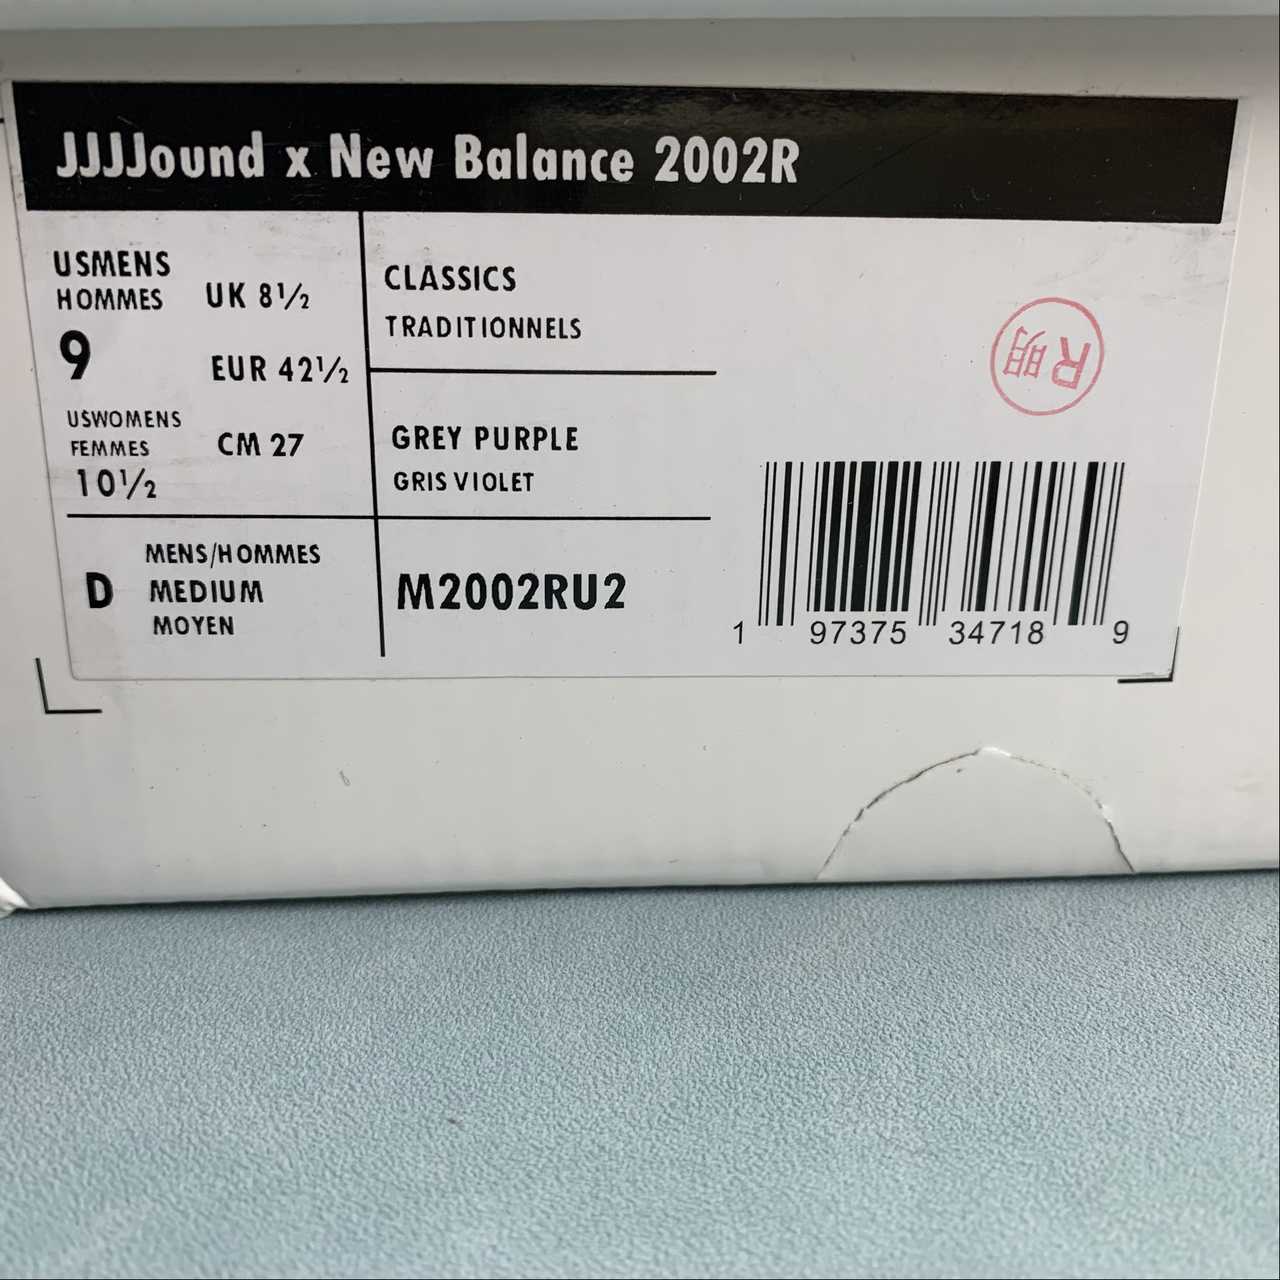 JJJJound x New Balance 2002R
USMENS
HOMMES
9
UK 8½
EUR 42½
USWOMENS
FEMMES
10½
CM 27
CLASSICS
TRADITIONNELS
GREY PURPLE
GRIS VIOLET
D
MENS/HOMMES
MEDIUM
MOYEN
M2002RU2
R明
1 97375 34718 9